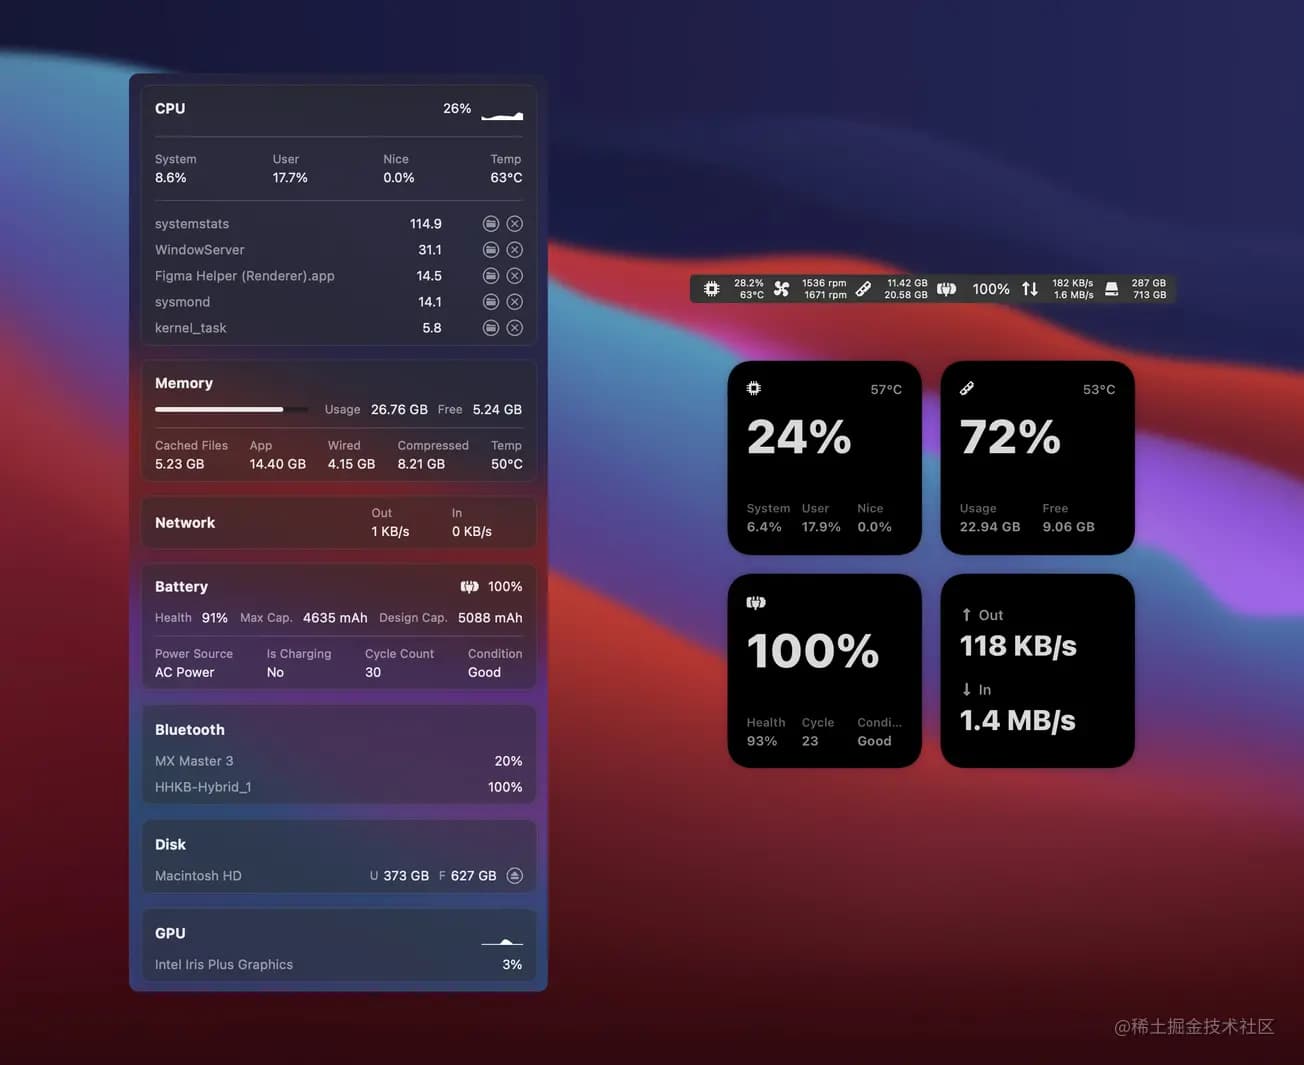 CPU 26%
System User Nice Temp
8.6% 17.7% 0.0% 63°C
systemstats 114.9
WindowServer 31.1
Figma Helper (Renderer).app 14.5
sysmond 14.1
kernel_task 5.8
Memory
Usage 26.76 GB Free 5.24 GB
Cached Files App Wired Compressed Temp
5.23 GB 14.40 GB 4.15 GB 8.21 GB 50°C
Network
Out In
1 KB/s 0 KB/s
Battery 100%
Health 91% Max Cap. 4635 mAh Design Cap. 5088 mAh
Power Source Is Charging Cycle Count Condition
AC Power No 30 Good
Bluetooth
MX Master 3 20%
HHKB-Hybrid_1 100%
Disk
Macintosh HD U 373 GB F 627 GB
GPU
Intel Iris Plus Graphics 3%
28.2% 1536 rpm 11.42 GB 100% 182 KB/s 287 GB
63°C 1671 rpm 20.58 GB 1.6 MB/s 713 GB
57°C
24%
System User Nice
6.4% 17.9% 0.0%
53°C
72%
Usage Free
22.94 GB 9.06 GB
100%
Health Cycle Condi...
93% 23 Good
↑ Out
118 KB/s
↓ In
1.4 MB/s
@稀土掘金技术社区